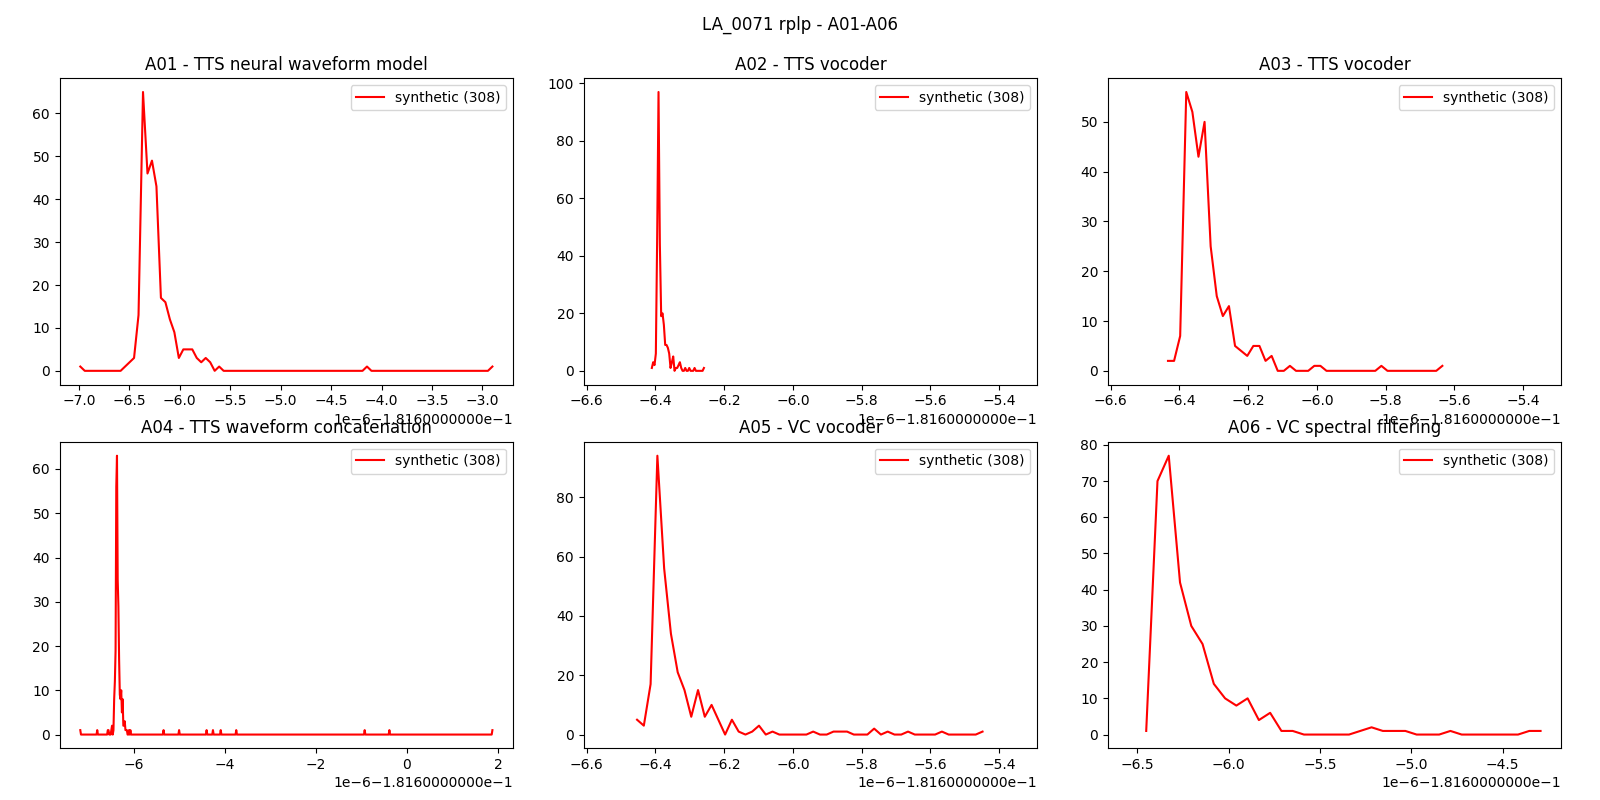 LA_0071 rplp - A01-A06
A01 - TTS neural waveform model
A02 - TTS vocoder
A03 - TTS vocoder
synthetic (308)
synthetic (308)
synthetic (308)
60
50
40
30
20
10
0
100
80
60
40
20
0
50
40
30
20
10
0
−7.0 −6.5 −6.0 −5.5 −5.0 −4.5 −4.0 −3.5 −3.0
−6.6 −6.4 −6.2 −6.0 −5.8 −5.6 −5.4
−6.6 −6.4 −6.2 −6.0 −5.8 −5.6 −5.4
1e−6−1.8160000000e−1
1e−6−1.8160000000e−1
1e−6−1.8160000000e−1
A04 - TTS waveform concatenation
A05 - VC vocoder
A06 - VC spectral filtering
synthetic (308)
synthetic (308)
synthetic (308)
60
50
40
30
20
10
0
80
60
40
20
0
80
70
60
50
40
30
20
10
0
−6 −4 −2 0 2
−6.6 −6.4 −6.2 −6.0 −5.8 −5.6 −5.4
−6.5 −6.0 −5.5 −5.0 −4.5
1e−6−1.8160000000e−1
1e−6−1.8160000000e−1
1e−6−1.8160000000e−1